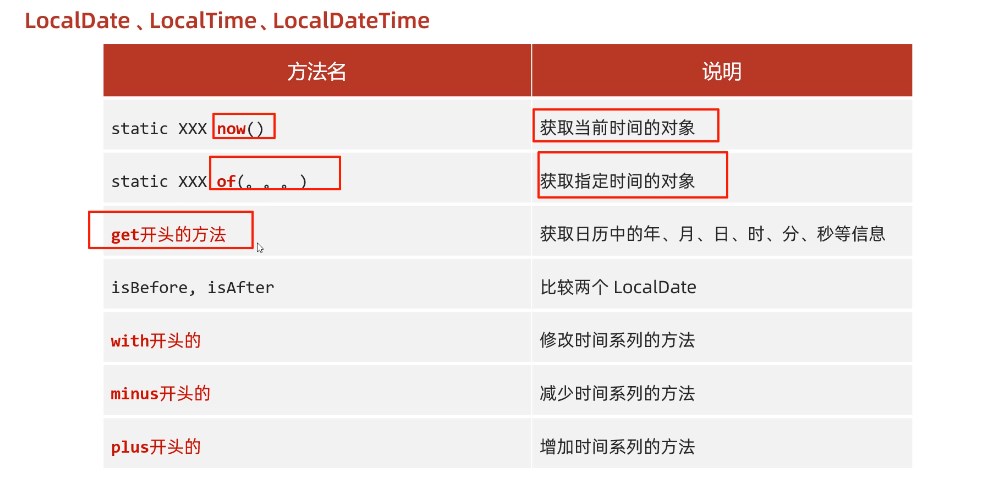 LocalDate 、LocalTime、LocalDateTime
方法名 说明
static XXX now() 获取当前时间的对象
static XXX of(。。。) 获取指定时间的对象
get开头的方法 获取日历中的年、月、日、时、分、秒等信息
isBefore, isAfter 比较两个 LocalDate
with开头的 修改时间系列的方法
minus开头的 减少时间系列的方法
plus开头的 增加时间系列的方法